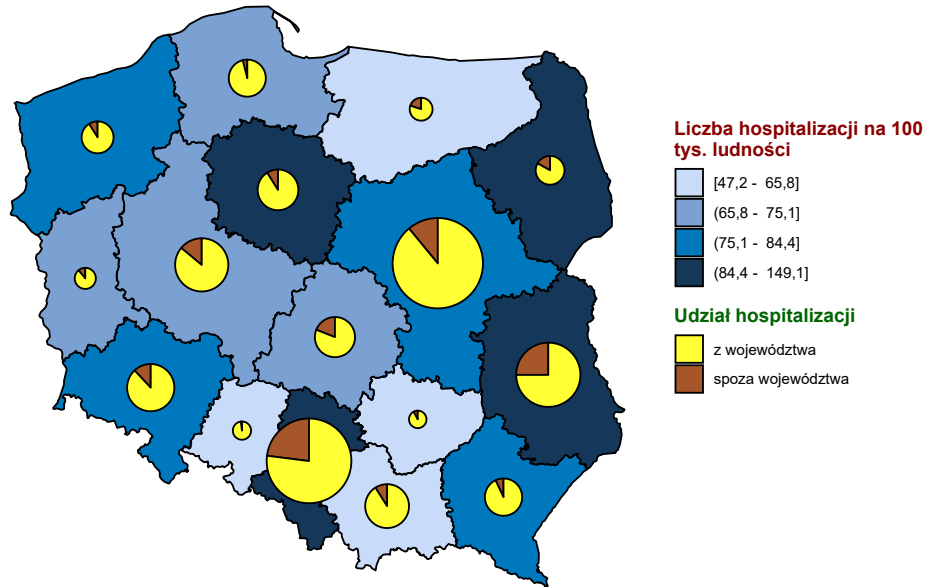 Liczba hospitalizacji na 100
tys. ludności
[47,2 - 65,8]
(65,8 - 75,1]
(75,1 - 84,4]
(84,4 - 149,1]
Udział hospitalizacji
z województwa
spoza województwa